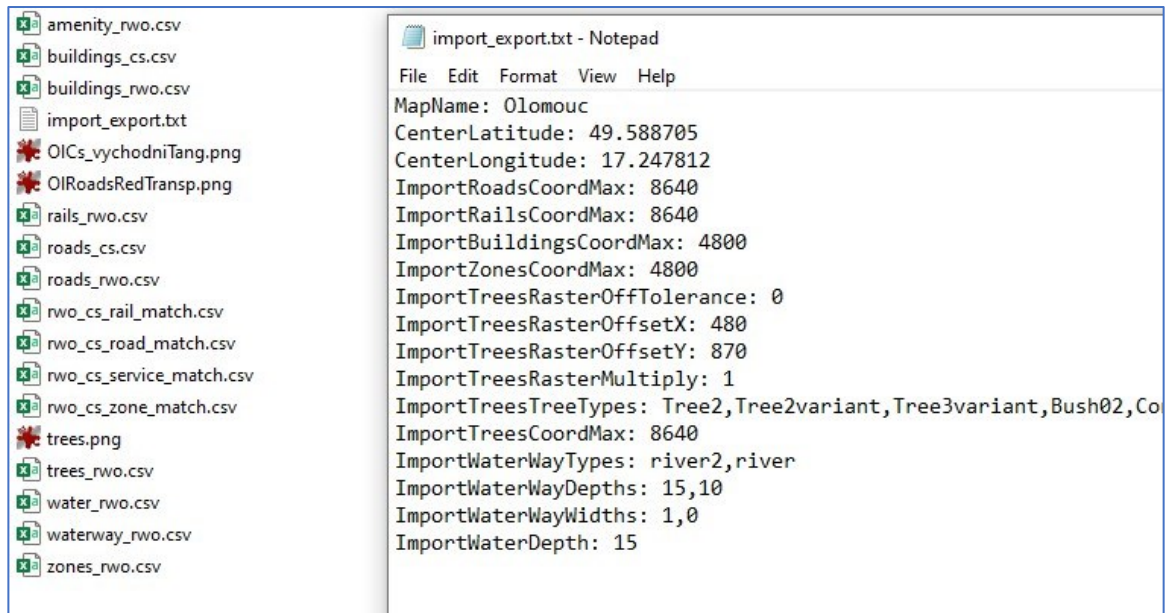 amenity_rwo.csv
buildings_cs.csv
buildings_rwo.csv
import_export.txt
OlCs_vychodniTang.png
OlRoadsRedTransp.png
rails_rwo.csv
roads_cs.csv
roads_rwo.csv
rwo_cs_rail_match.csv
rwo_cs_road_match.csv
rwo_cs_service_match.csv
rwo_cs_zone_match.csv
trees.png
trees_rwo.csv
water_rwo.csv
waterway_rwo.csv
zones_rwo.csv
import_export.txt - Notepad
File Edit Format View Help
MapName: Olomouc
CenterLatitude: 49.588705
CenterLongitude: 17.247812
ImportRoadsCoordMax: 8640
ImportRailsCoordMax: 8640
ImportBuildingsCoordMax: 4800
ImportZonesCoordMax: 4800
ImportTreesRasterOffTolerance: 0
ImportTreesRasterOffsetX: 480
ImportTreesRasterOffsetY: 870
ImportTreesRasterMultiply: 1
ImportTreesTreeTypes: Tree2,Tree2variant,Tree3variant,Bush02,
ImportTreesCoordMax: 8640
ImportWaterWayTypes: river2,river
ImportWaterWayDepths: 15,10
ImportWaterWayWidths: 1,0
ImportWaterDepth: 15